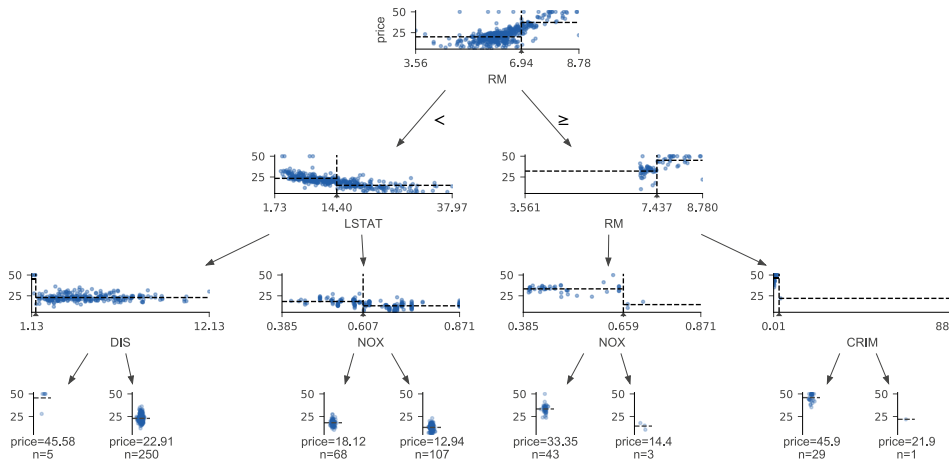 50
25
price
3.56 6.94 8.78
RM
< ≥
50
25
1.73 14.40 37.97
LSTAT
50
25
3.561 7.437 8.780
RM
50
25
1.13 12.13
DIS
50
25
0.385 0.607 0.871
NOX
50
25
0.385 0.659 0.871
NOX
50
25
0.01 88
CRIM
50
25
price=45.58
n=5
50
25
price=22.91
n=250
50
25
price=18.12
n=68
50
25
price=12.94
n=107
50
25
price=33.35
n=43
50
25
price=14.4
n=3
50
25
price=45.9
n=29
50
25
price=21.9
n=1